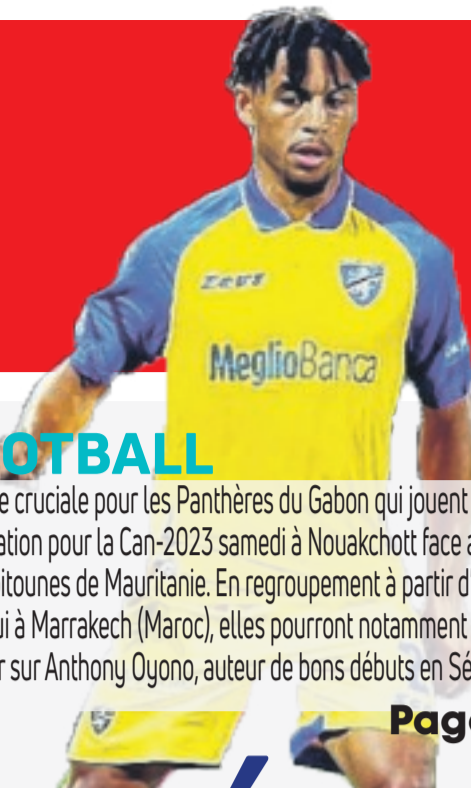 Zeus
MeglioBanca
OTBALL
e cruciale pour les Panthères du Gabon qui jouent
ation pour la Can-2023 samedi à Nouakchott face a
bitounes de Mauritanie. En regroupement à partir d
ui à Marrakech (Maroc), elles pourront notamment
r sur Anthony Oyono, auteur de bons débuts en Sé
Pag